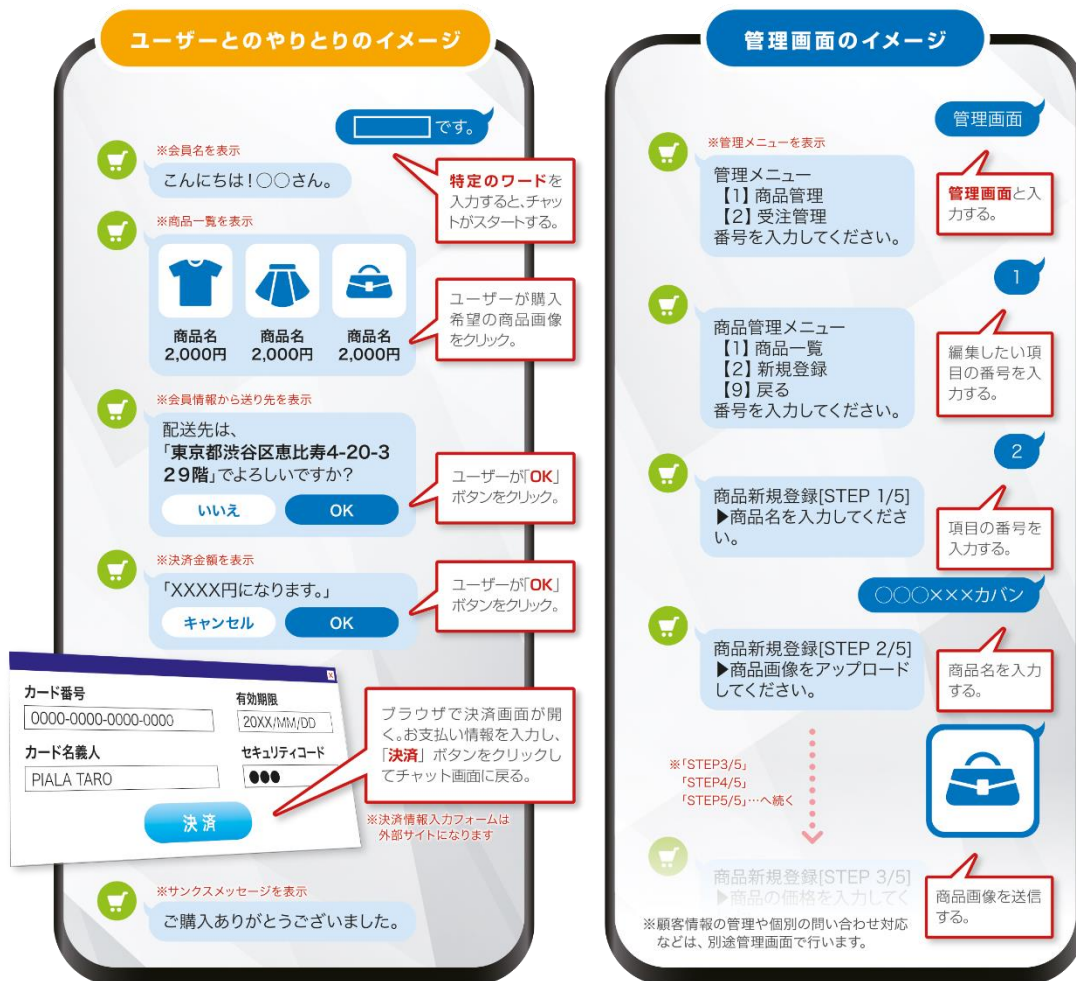 ユーザーとのやりとりのイメージ
です。
特定のワードを
入力すると、チャッ
トがスタートする。
※会員名を表示
こんにちは!○○さん。
※商品一覧を表示
商品名
2,000円
商品名
2,000円
商品名
2,000円
ユーザーが購入
希望の商品画像
をクリック。
※会員情報から送り先を表示
配送先は、
「東京都渋谷区恵比寿4-20-3
29階」でよろしいですか?
いいえ
OK
ユーザーが「OK」
ボタンをクリック。
※決済金額を表示
「XXXX円になります。」
キャンセル
OK
ユーザーが「OK」
ボタンをクリック。
カード番号
0000-0000-0000-0000
有効期限
20XX/MM/DD
カード名義人
PIALA TARO
セキュリティコード
●●●
決済
ブラウザで決済画面が開
く。お支払い情報を入力し、
「決済」ボタンをクリックし
てチャット画面に戻る。
※決済情報入力フォームは
外部サイトになります
※サンクスメッセージを表示
ご購入ありがとうございました。
管理画面のイメージ
管理画面
管理画面と入
力する。
※管理メニューを表示
管理メニュー
【1】商品管理
【2】受注管理
番号を入力してください。
1
編集したい項
目の番号を入
力する。
商品管理メニュー
【1】商品一覧
【2】新規登録
【9】戻る
番号を入力してください。
2
項目の番号を
入力する。
商品新規登録[STEP 1/5]
▶商品名を入力してくださ
い。
○○○×××カバン
商品名を入力
する。
商品新規登録[STEP 2/5]
▶商品画像をアップロード
してください。
※「STEP3/5」
「STEP4/5」
「STEP5/5」…へ続く
商品画像を送信
する。
商品新規登録[STEP 3/5]
▶商品の価格を入力してく
※顧客情報の管理や個別の問い合わせ対応
などは、別途管理画面で行います。